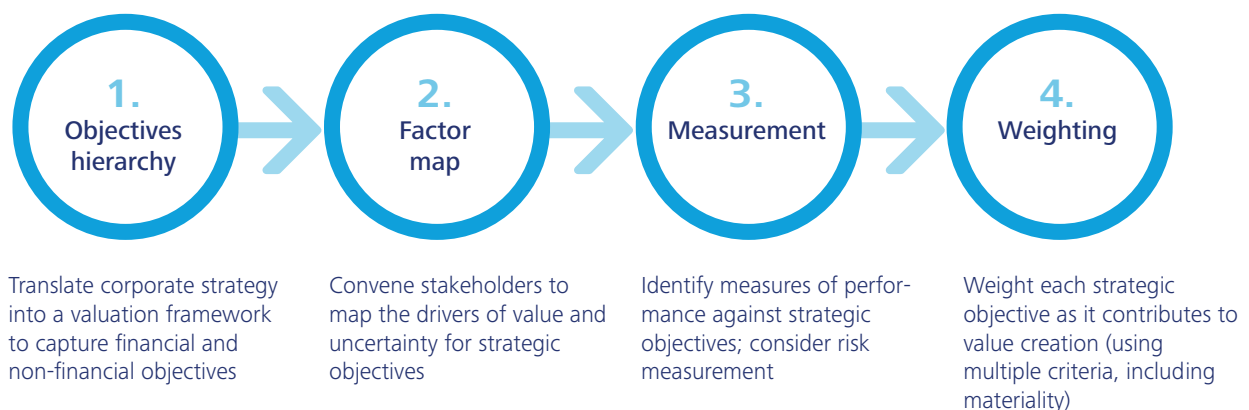 1.
Objectives
hierarchy
2.
Factor
map
3.
Measurement
4.
Weighting
Translate corporate strategy
into a valuation framework
to capture financial and
non-financial objectives
Convene stakeholders to
map the drivers of value and
uncertainty for strategic
objectives
Identify measures of perfor-
mance against strategic
objectives; consider risk
measurement
Weight each strategic
objective as it contributes to
value creation (using
multiple criteria, including
materiality)